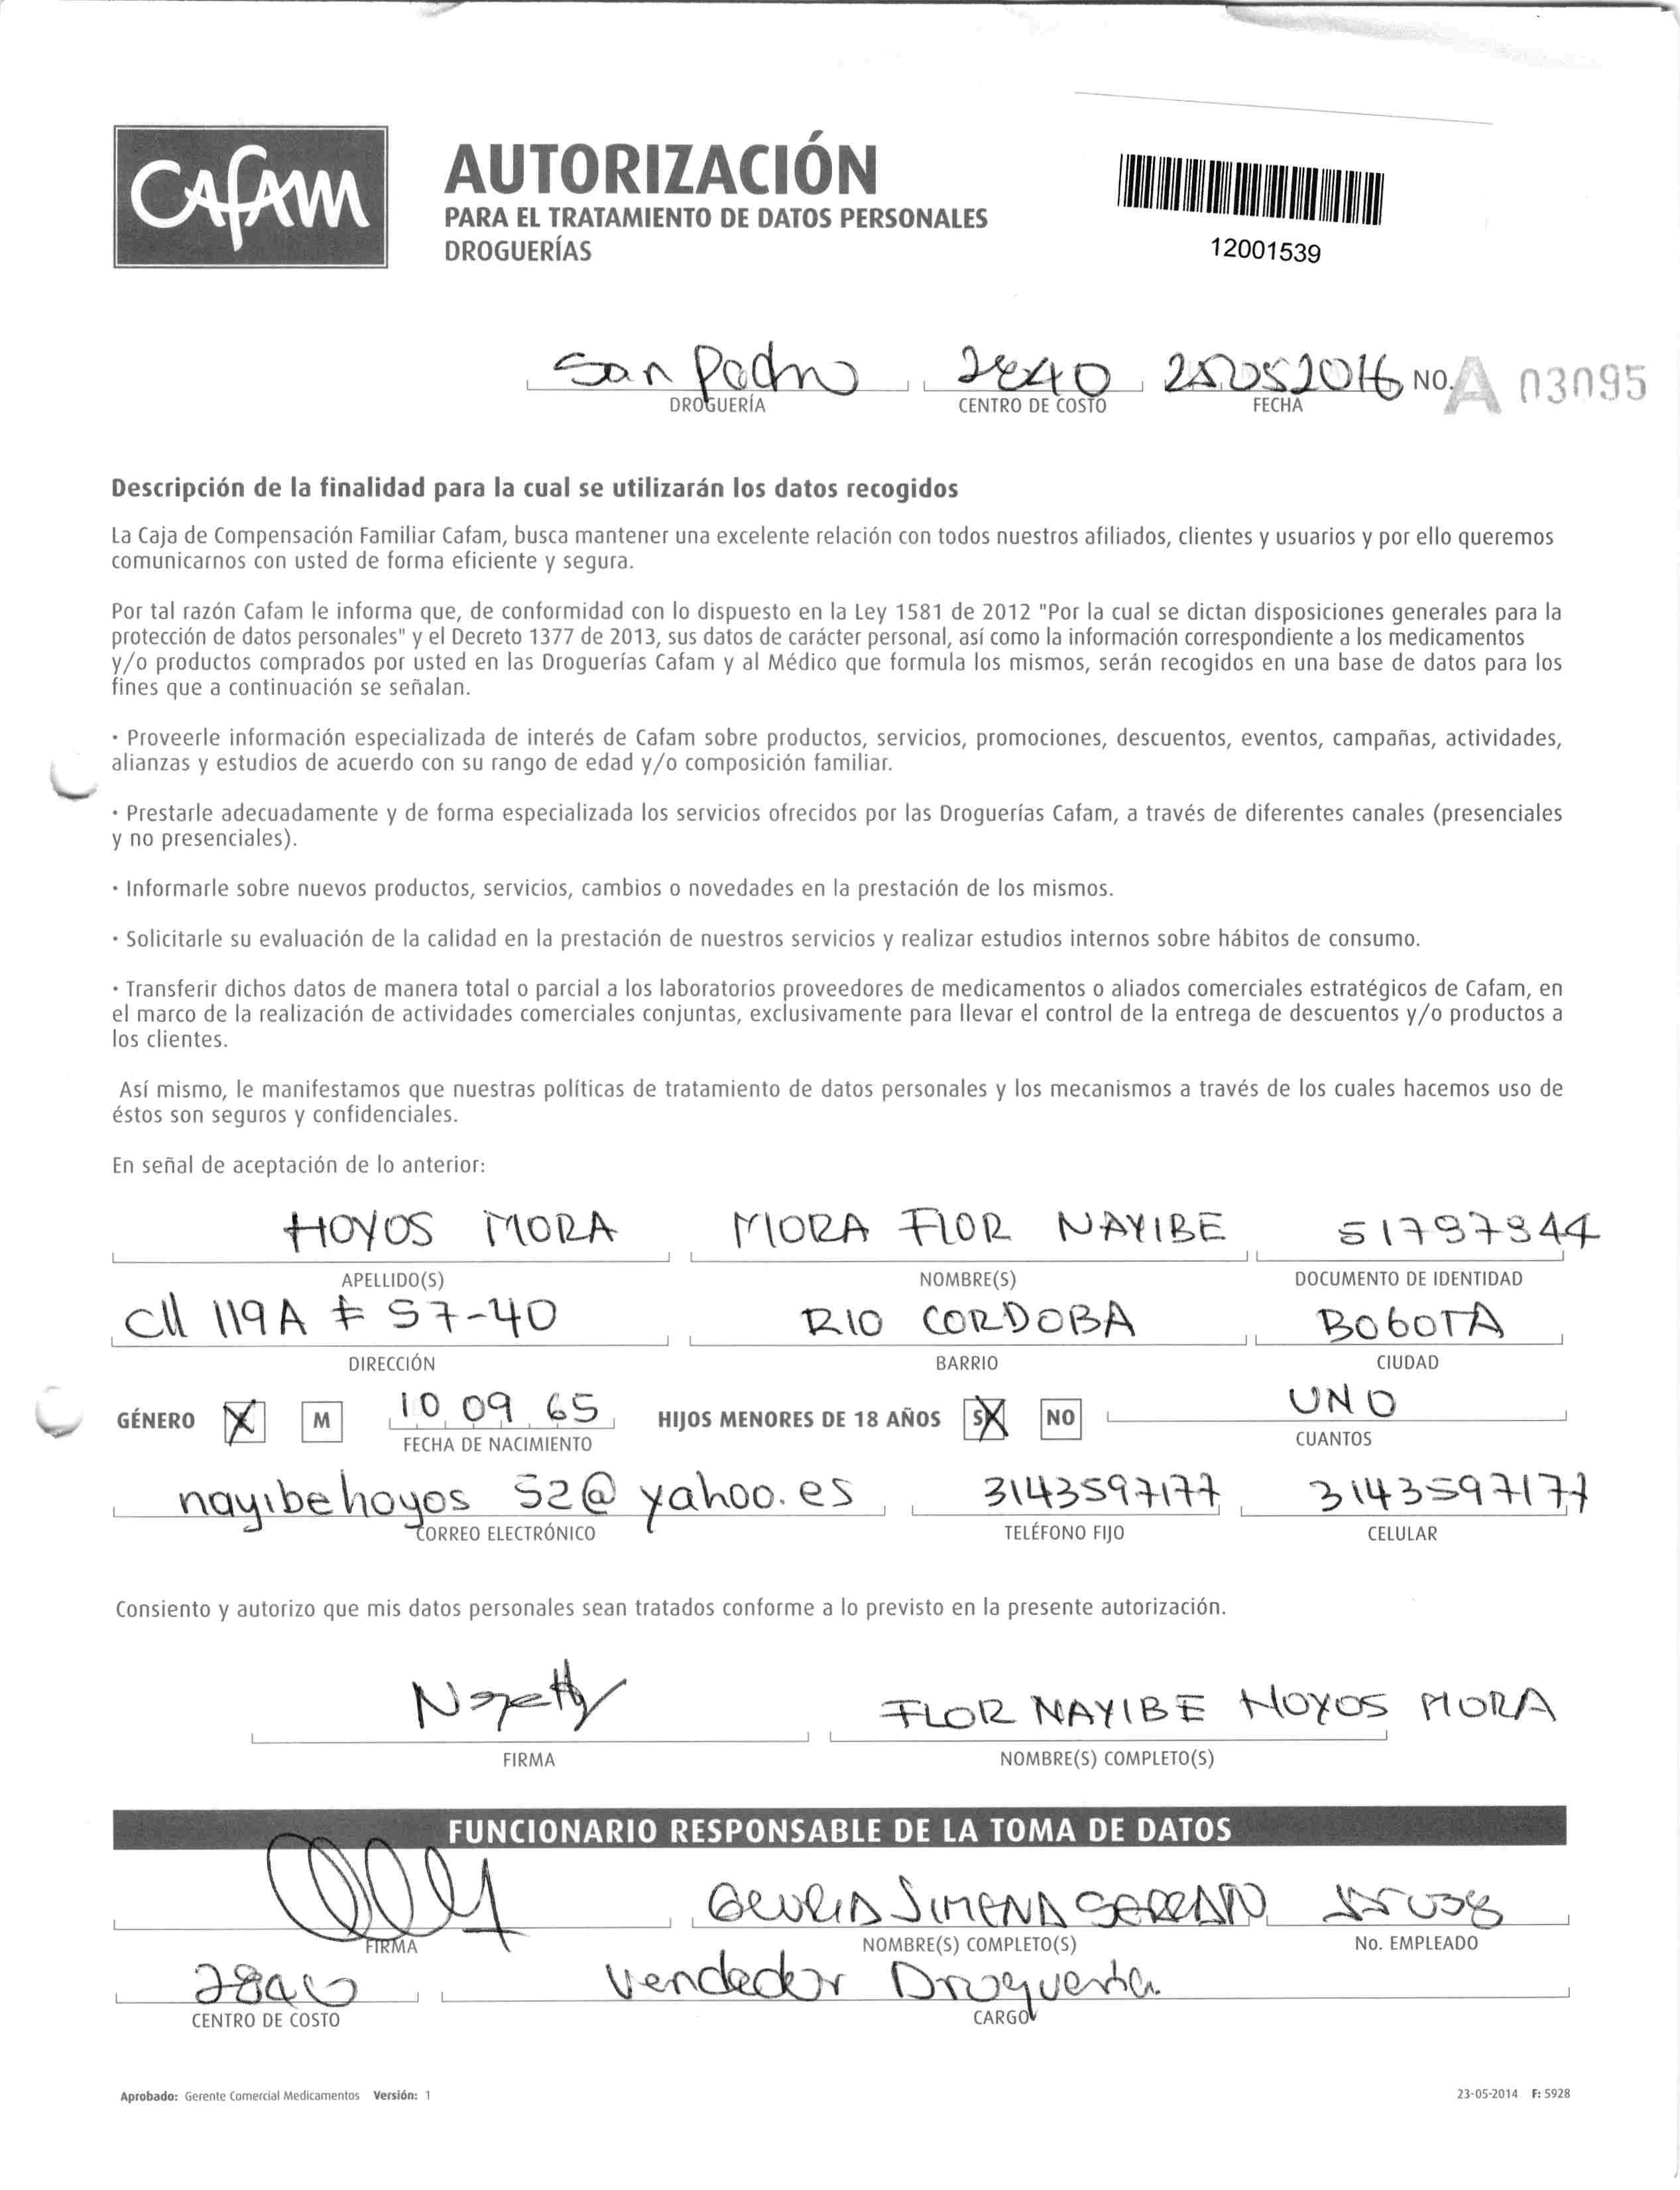 CAFAM
AUTORIZACIÓN
PARA EL TRATAMIENTO DE DATOS PERSONALES
DROGUERÍAS
12001539
San Pedro 2840 25052016 NO. A 03095
DROGUERÍA CENTRO DE COSTO FECHA
Descripción de la finalidad para la cual se utilizarán los datos recogidos
La Caja de Compensación Familiar Cafam, busca mantener una excelente relación con todos nuestros afiliados, clientes y usuarios y por ello queremos
comunicarnos con usted de forma eficiente y segura.
Por tal razón Cafam le informa que, de conformidad con lo dispuesto en la Ley 1581 de 2012 "Por la cual se dictan disposiciones generales para la
protección de datos personales" y el Decreto 1377 de 2013, sus datos de carácter personal, así como la información correspondiente a los medicamentos
y/o productos comprados por usted en las Droguerías Cafam y al Médico que formula los mismos, serán recogidos en una base de datos para los
fines que a continuación se señalan.
· Proveerle información especializada de interés de Cafam sobre productos, servicios, promociones, descuentos, eventos, campañas, actividades,
alianzas y estudios de acuerdo con su rango de edad y/o composición familiar.
· Prestarle adecuadamente y de forma especializada los servicios ofrecidos por las Droguerías Cafam, a través de diferentes canales (presenciales
y no presenciales).
· Informarle sobre nuevos productos, servicios, cambios o novedades en la prestación de los mismos.
· Solicitarle su evaluación de la calidad en la prestación de nuestros servicios y realizar estudios internos sobre hábitos de consumo.
· Transferir dichos datos de manera total o parcial a los laboratorios proveedores de medicamentos o aliados comerciales estratégicos de Cafam, en
el marco de la realización de actividades comerciales conjuntas, exclusivamente para llevar el control de la entrega de descuentos y/o productos a
los clientes.
Así mismo, le manifestamos que nuestras políticas de tratamiento de datos personales y los mecanismos a través de los cuales hacemos uso de
éstos son seguros y confidenciales.
En señal de aceptación de lo anterior:
HOYOS MORA MORA FLOR NAYIBE 51797344
APELLIDO(S) NOMBRE(S) DOCUMENTO DE IDENTIDAD
Cll 119A # 57-40 RIO CORDOBA BOGOTA
DIRECCIÓN BARRIO CIUDAD
GÉNERO X M 10 09 65 HIJOS MENORES DE 18 AÑOS SX NO UNO
FECHA DE NACIMIENTO CUANTOS
nayibehoyos 52@yahoo.es 3143597177 3143597177
CORREO ELECTRÓNICO TELÉFONO FIJO CELULAR
Consiento y autorizo que mis datos personales sean tratados conforme a lo previsto en la presente autorización.
FLOR NAYIBE HOYOS MORA
FIRMA NOMBRE(S) COMPLETO(S)
FUNCIONARIO RESPONSABLE DE LA TOMA DE DATOS
JIMENA
FIRMA NOMBRE(S) COMPLETO(S) No. EMPLEADO
2840 Vendedor Droguería
CENTRO DE COSTO CARGO
Aprobado: Gerente Comercial Medicamentos Versión: 1 23-05-2014 F: 5928